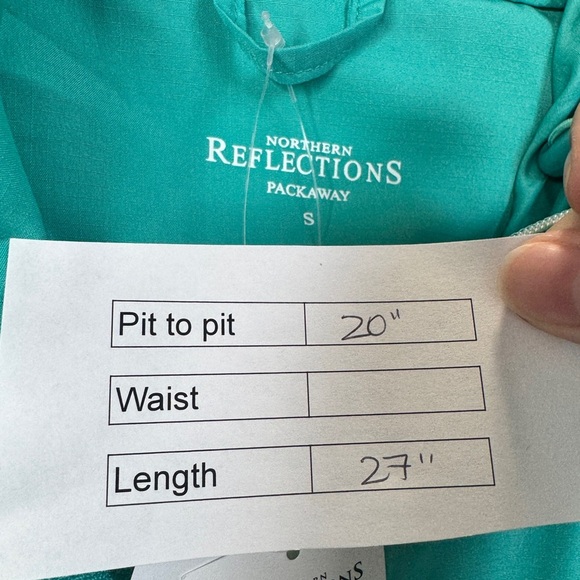 NORTHERN
REFLECTIONS
PACKAWAY
S
Pit to pit 20"
Waist
Length 27"